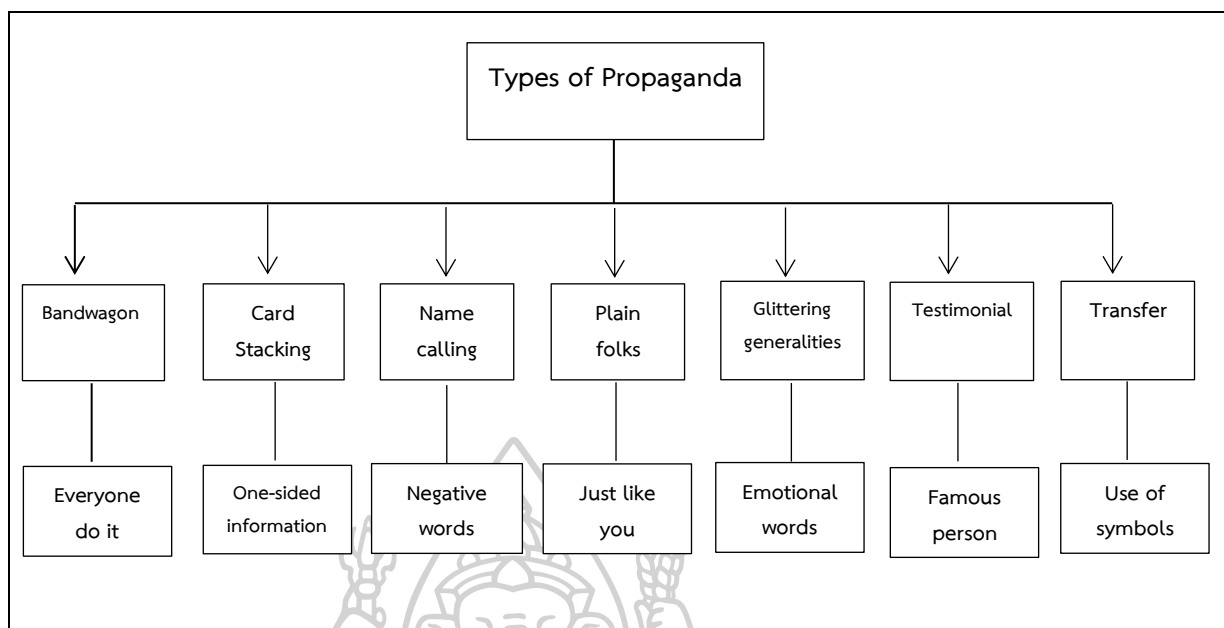 Types of Propaganda
Bandwagon
Card
Stacking
Name
calling
Plain
folks
Glittering
generalities
Testimonial
Transfer
Everyone
do it
One-sided
information
Negative
words
Just like
you
Emotional
words
Famous
person
Use of
symbols